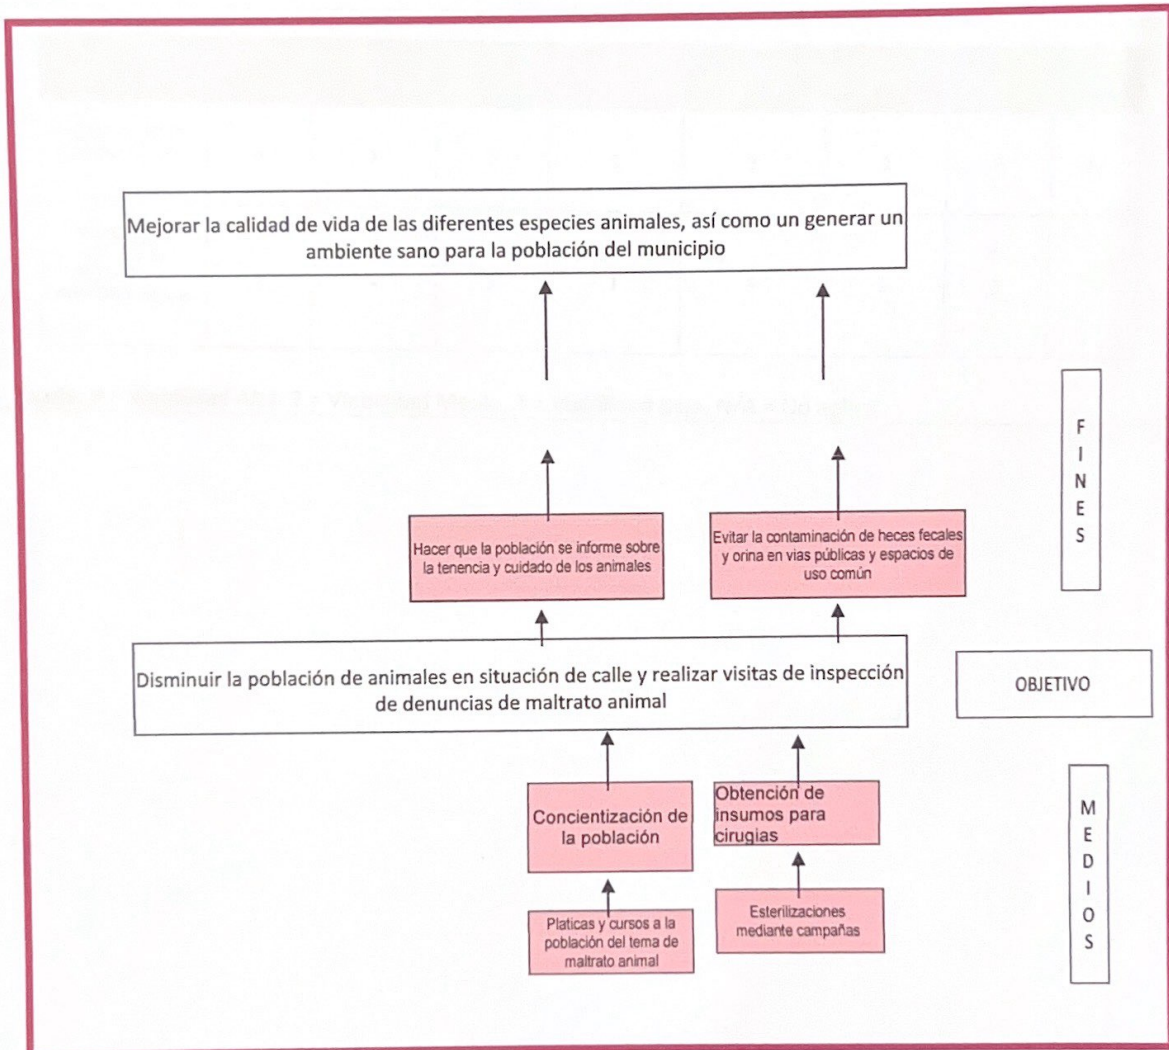 Mejorar la calidad de vida de las diferentes especies animales, así como un generar un
ambiente sano para la población del municipio
F
I
N
E
S
Hacer que la población se informe sobre
la tenencia y cuidado de los animales
Evitar la contaminación de heces fecales
y orina en vias públicas y espacios de
uso común
Disminuir la población de animales en situación de calle y realizar visitas de inspección
de denuncias de maltrato animal
OBJETIVO
Concientización de
la población
Obtención de
insumos para
cirugias
M
E
D
I
O
S
Platicas y cursos a la
población del tema de
maltrato animal
Esterilizaciones
mediante campañas